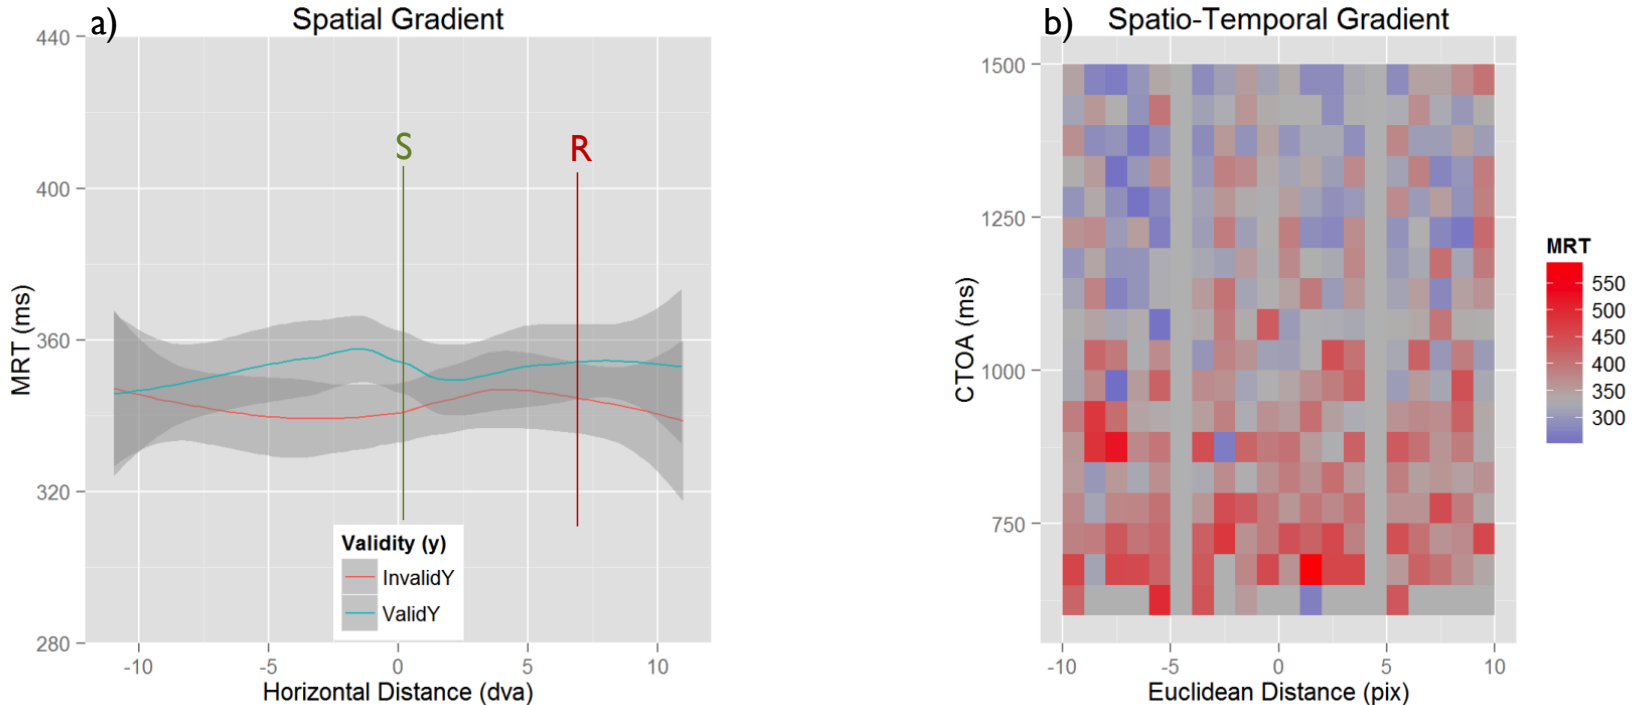 a)
Spatial Gradient
440
400
360
320
280
MRT (ms)
S
R
Validity (y)
InvalidY
ValidY
-10
-5
0
5
10
Horizontal Distance (dva)
b)
Spatio-Temporal Gradient
1500
1250
1000
750
CTOA (ms)
-10
-5
0
5
10
Euclidean Distance (pix)
MRT
550
500
450
400
350
300